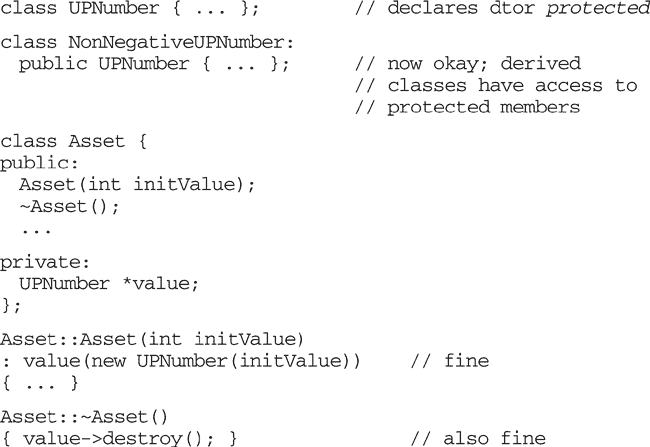 class UPNumber { ... };          // declares dtor protected
class NonNegativeUPNumber:
  public UPNumber { ... };       // now okay; derived
                                 // classes have access to
                                 // protected members
class Asset {
public:
  Asset(int initValue);
  ~Asset();
  ...
private:
  UPNumber *value;
};
Asset::Asset(int initValue)
: value(new UPNumber(initValue))      // fine
{ ... }
Asset::~Asset()
{ value->destroy(); }                 // also fine